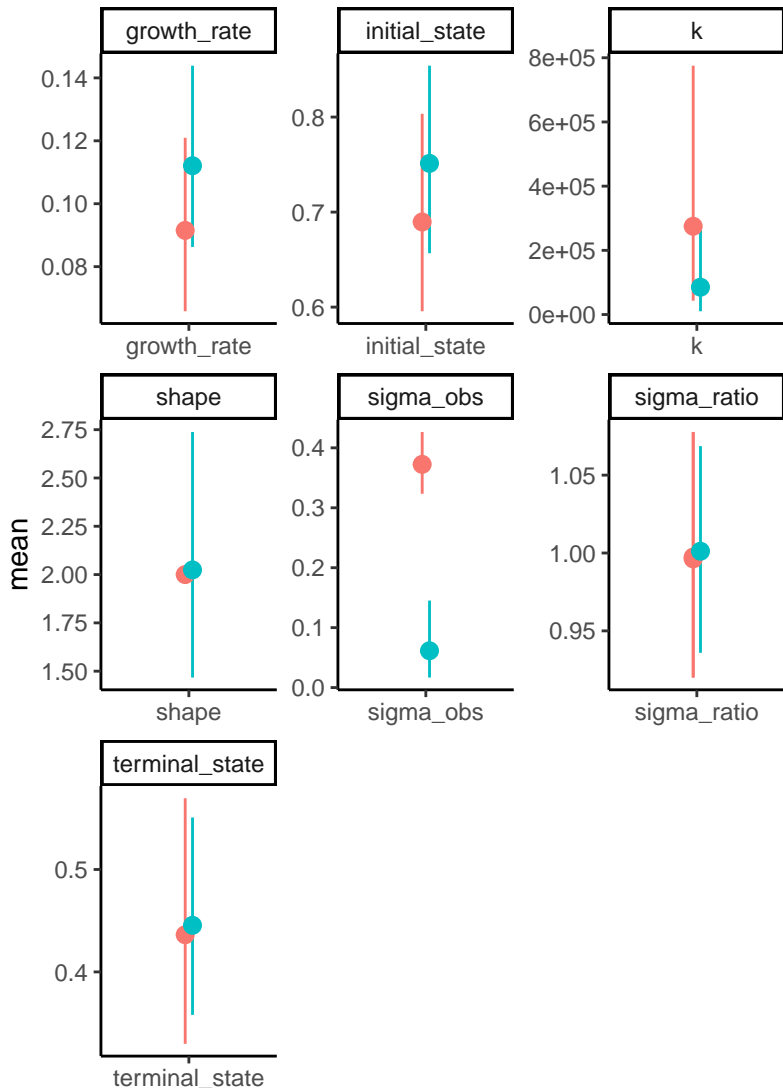 growth_rate
initial_state
k
0.14
0.12
0.10
0.08
0.8
0.7
0.6
8e+05
6e+05
4e+05
2e+05
0e+00
growth_rate
initial_state
k
shape
sigma_obs
sigma_ratio
mean
2.75
2.50
2.25
2.00
1.75
1.50
0.4
0.3
0.2
0.1
0.0
1.05
1.00
0.95
shape
sigma_obs
sigma_ratio
terminal_state
0.5
0.4
terminal_state